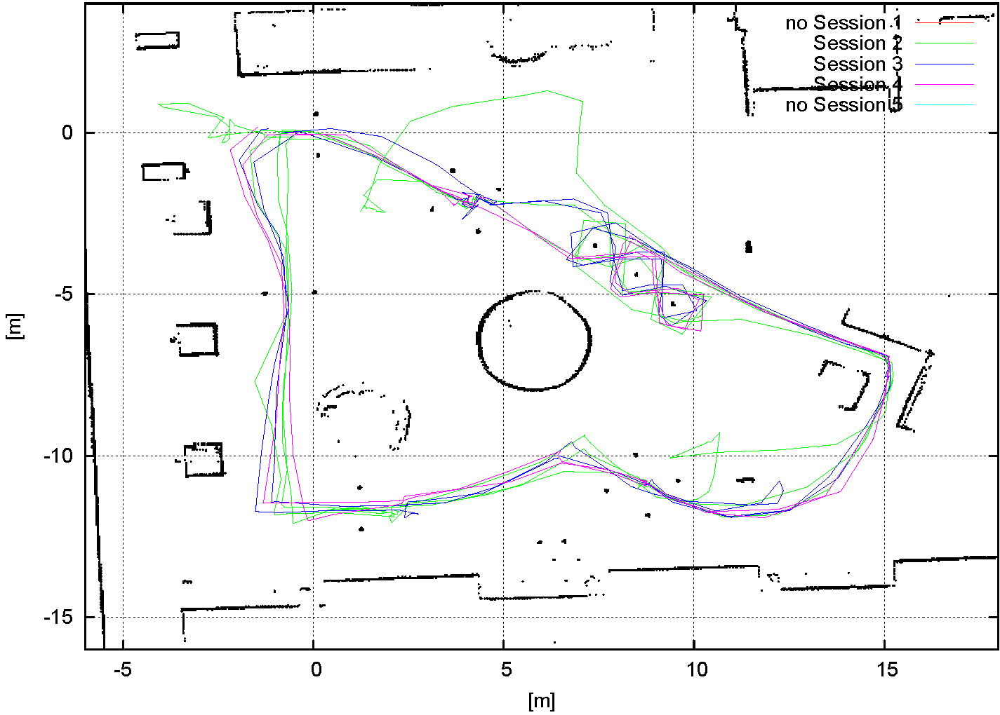 no Session 1
Session 2
Session 3
Session 4
no Session 5
0
-5
-10
-15
[m]
-5
0
5
10
15
[m]